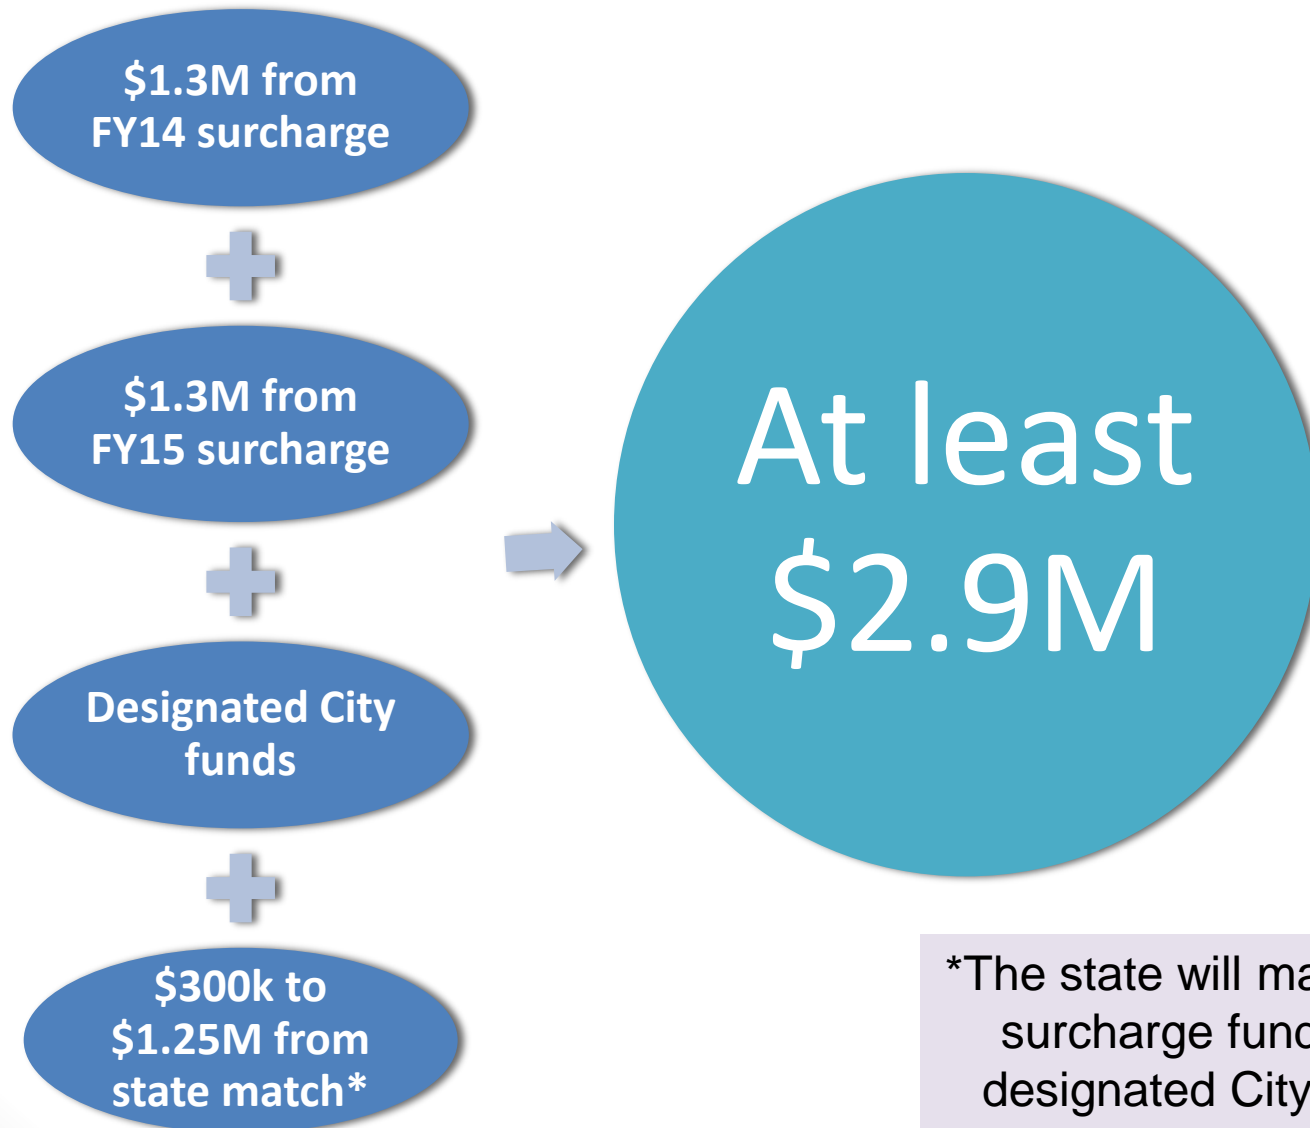 $1.3M from
FY14 surcharge
$1.3M from
FY15 surcharge
Designated City
funds
$300k to
$1.25M from
state match*
At least
$2.9M
*The state will
surcharge
designated City